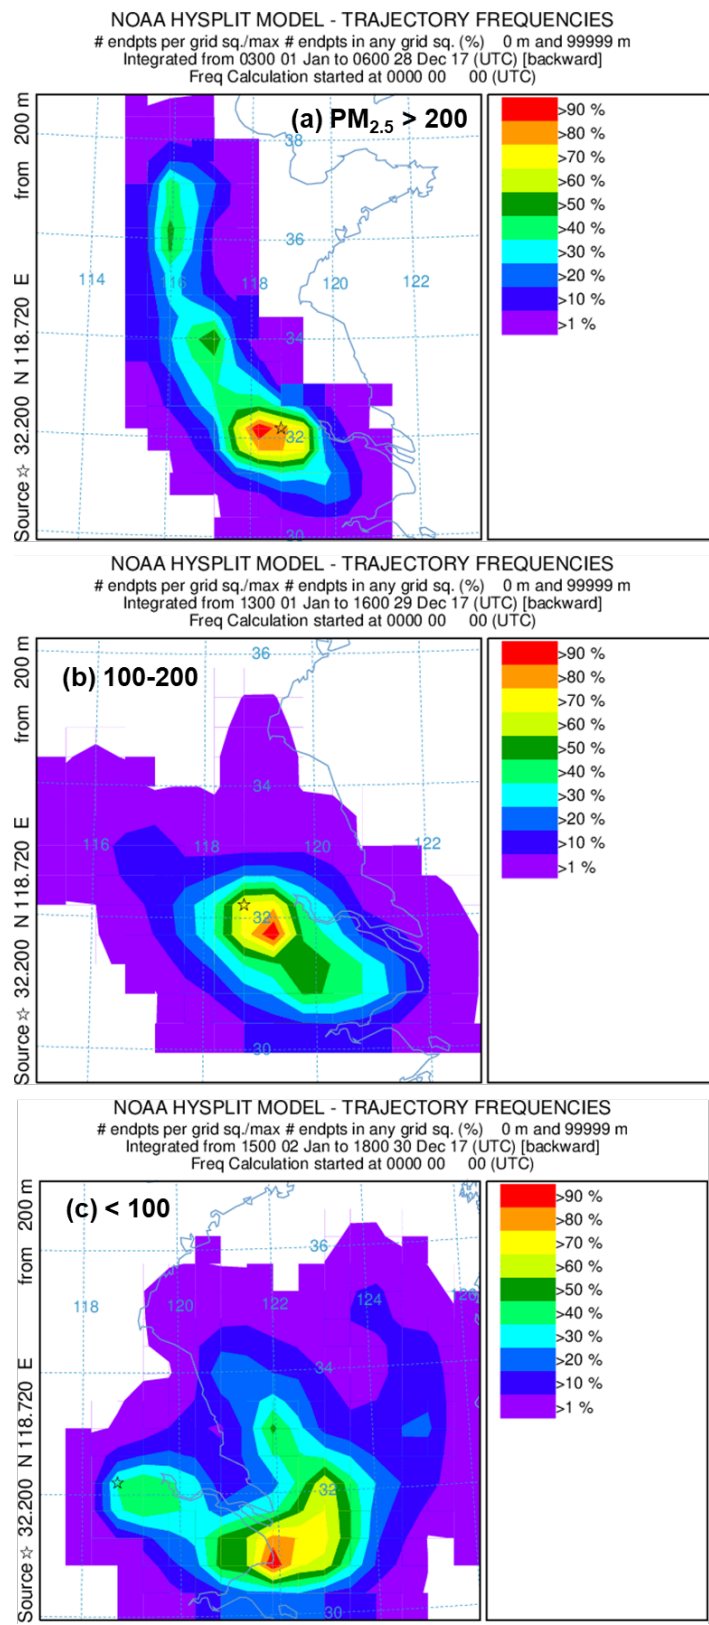 NOAA HYSPLIT MODEL - TRAJECTORY FREQUENCIES
# endpts per grid sq./max # endpts in any grid sq. (%) 0 m and 99999 m
Integrated from 0300 01 Jan to 0600 28 Dec 17 (UTC) [backward]
Freq Calculation started at 0000 00 00 (UTC)
Source ☆ 32.200 N 118.720 E from 200 m
(a) PM2.5 > 200
38
36
114 116 118 120 122
34
32
30
>90 %
>80 %
>70 %
>60 %
>50 %
>40 %
>30 %
>20 %
>10 %
>1 %
NOAA HYSPLIT MODEL - TRAJECTORY FREQUENCIES
# endpts per grid sq./max # endpts in any grid sq. (%) 0 m and 99999 m
Integrated from 1300 01 Jan to 1600 29 Dec 17 (UTC) [backward]
Freq Calculation started at 0000 00 00 (UTC)
Source ☆ 32.200 N 118.720 E from 200 m
(b) 100-200
36
34
116 118 120 122
32
30
>90 %
>80 %
>70 %
>60 %
>50 %
>40 %
>30 %
>20 %
>10 %
>1 %
NOAA HYSPLIT MODEL - TRAJECTORY FREQUENCIES
# endpts per grid sq./max # endpts in any grid sq. (%) 0 m and 99999 m
Integrated from 1500 02 Jan to 1800 30 Dec 17 (UTC) [backward]
Freq Calculation started at 0000 00 00 (UTC)
Source ☆ 32.200 N 118.720 E from 200 m
(c) < 100
36
118 120 122 124 126
34
32
30
>90 %
>80 %
>70 %
>60 %
>50 %
>40 %
>30 %
>20 %
>10 %
>1 %